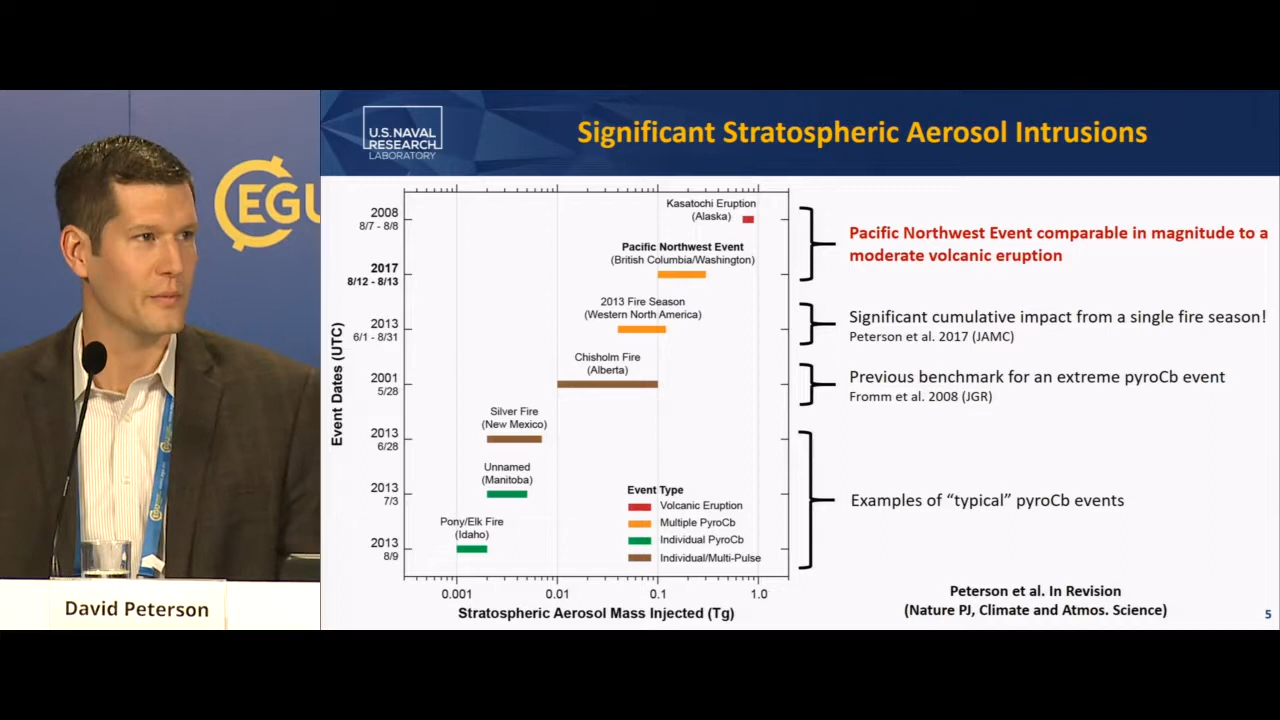 EGU
David Peterson
U.S. NAVAL
RESEARCH
LABORATORY
Significant Stratospheric Aerosol Intrusions
Event Dates (UTC)
2008
8/7 - 8/8
2017
8/12 - 8/13
2013
6/1 - 8/31
2001
5/28
2013
6/28
2013
7/3
2013
8/9
Kasatochi Eruption
(Alaska)
Pacific Northwest Event
(British Columbia/Washington)
2013 Fire Season
(Western North America)
Chisholm Fire
(Alberta)
Silver Fire
(New Mexico)
Unnamed
(Manitoba)
Pony/Elk Fire
(Idaho)
Event Type
Volcanic Eruption
Multiple PyroCb
Individual PyroCb
Individual/Multi-Pulse
0.001 0.01 0.1 1.0
Stratospheric Aerosol Mass Injected (Tg)
Pacific Northwest Event comparable in magnitude to a
moderate volcanic eruption
Significant cumulative impact from a single fire season!
Peterson et al. 2017 (JAMC)
Previous benchmark for an extreme pyroCb event
Fromm et al. 2008 (JGR)
Examples of “typical” pyroCb events
Peterson et al. In Revision
(Nature PJ, Climate and Atmos. Science)
5